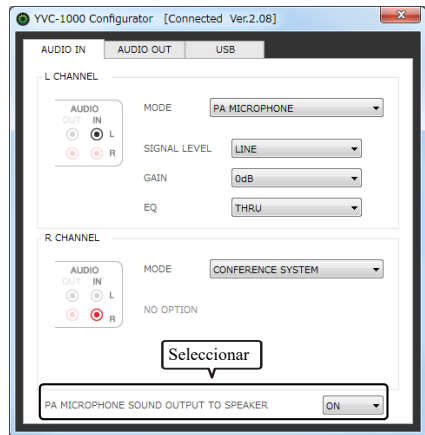 YVC-1000 Configurator [Connected Ver.2.08]
x
AUDIO IN AUDIO OUT USB
L CHANNEL
AUDIO
OUT IN
L
R
MODE PA MICROPHONE
SIGNAL LEVEL LINE
GAIN 0dB
EQ THRU
R CHANNEL
AUDIO
OUT IN
L
R
MODE CONFERENCE SYSTEM
NO OPTION
Seleccionar
PA MICROPHONE SOUND OUTPUT TO SPEAKER ON